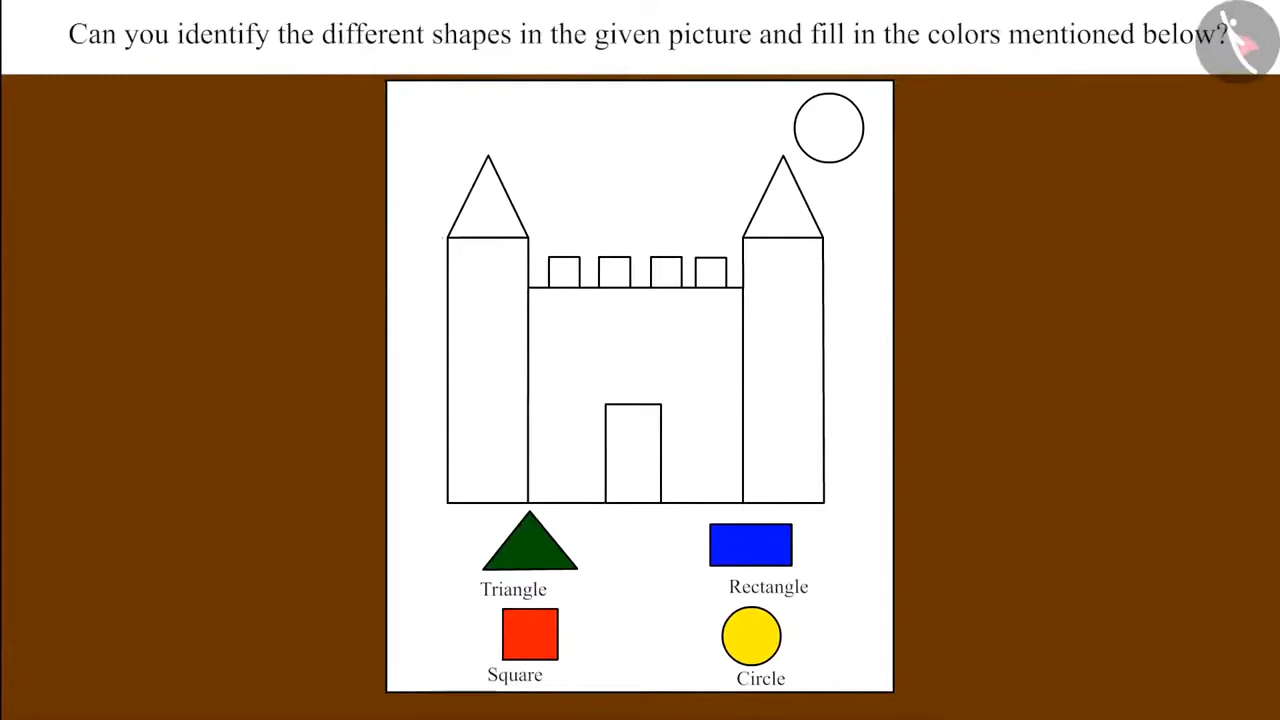 Can you identify the different shapes in the given picture and fill in the colors mentioned below?
Triangle
Rectangle
Square
Circle